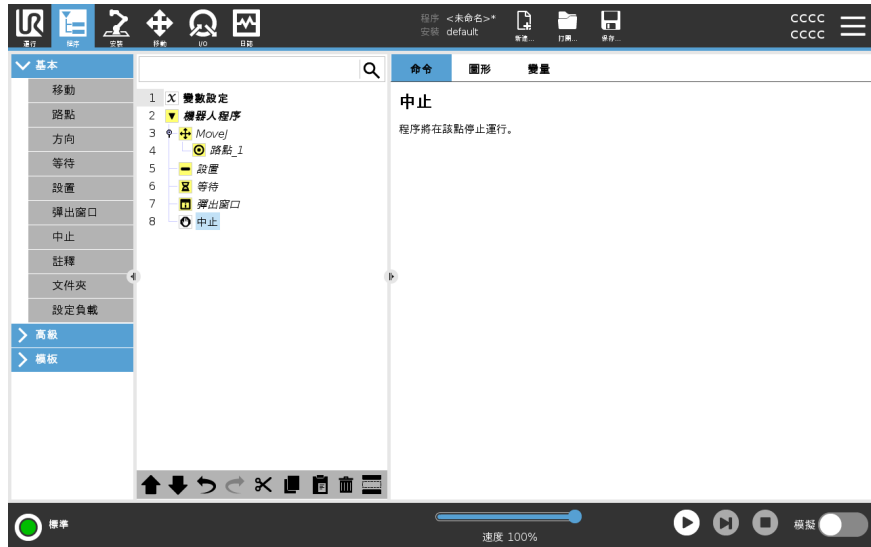 UR
運行 程序 安裝 移動 I/O 日誌
程序 <未命名>*
安裝 default
新建... 打開... 保存...
cccc
cccc
基本
移動
路點
方向
等待
設置
彈出窗口
中止
註釋
文件夾
設定負載
高級
模板
1 X 變數設定
2 機器人程序
3 MoveJ
4 路點_1
5 設置
6 等待
7 彈出窗口
8 中止
命令 圖形 變量
中止
程序將在該點停止運行。
標準
速度 100%
模擬